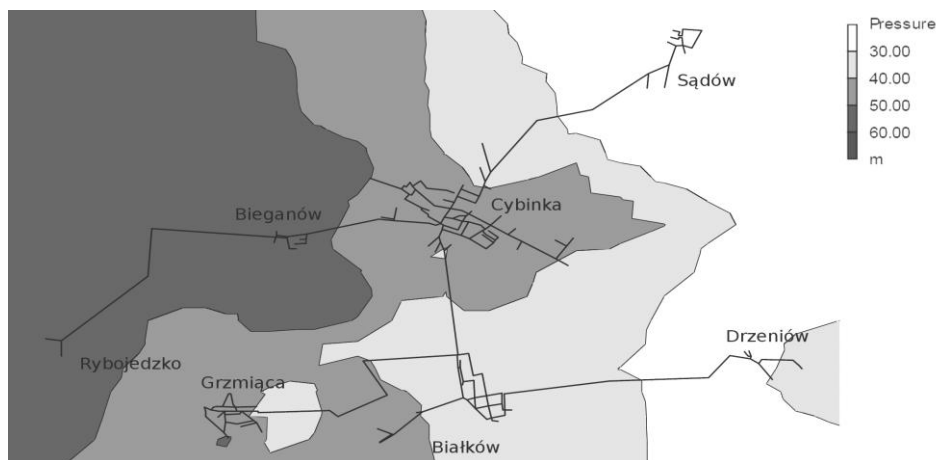 Pressure
30.00
40.00
50.00
60.00
m
Sądów
Cybinka
Bieganów
Drzeniów
Rybojedzko
Grzmiąca
Białków